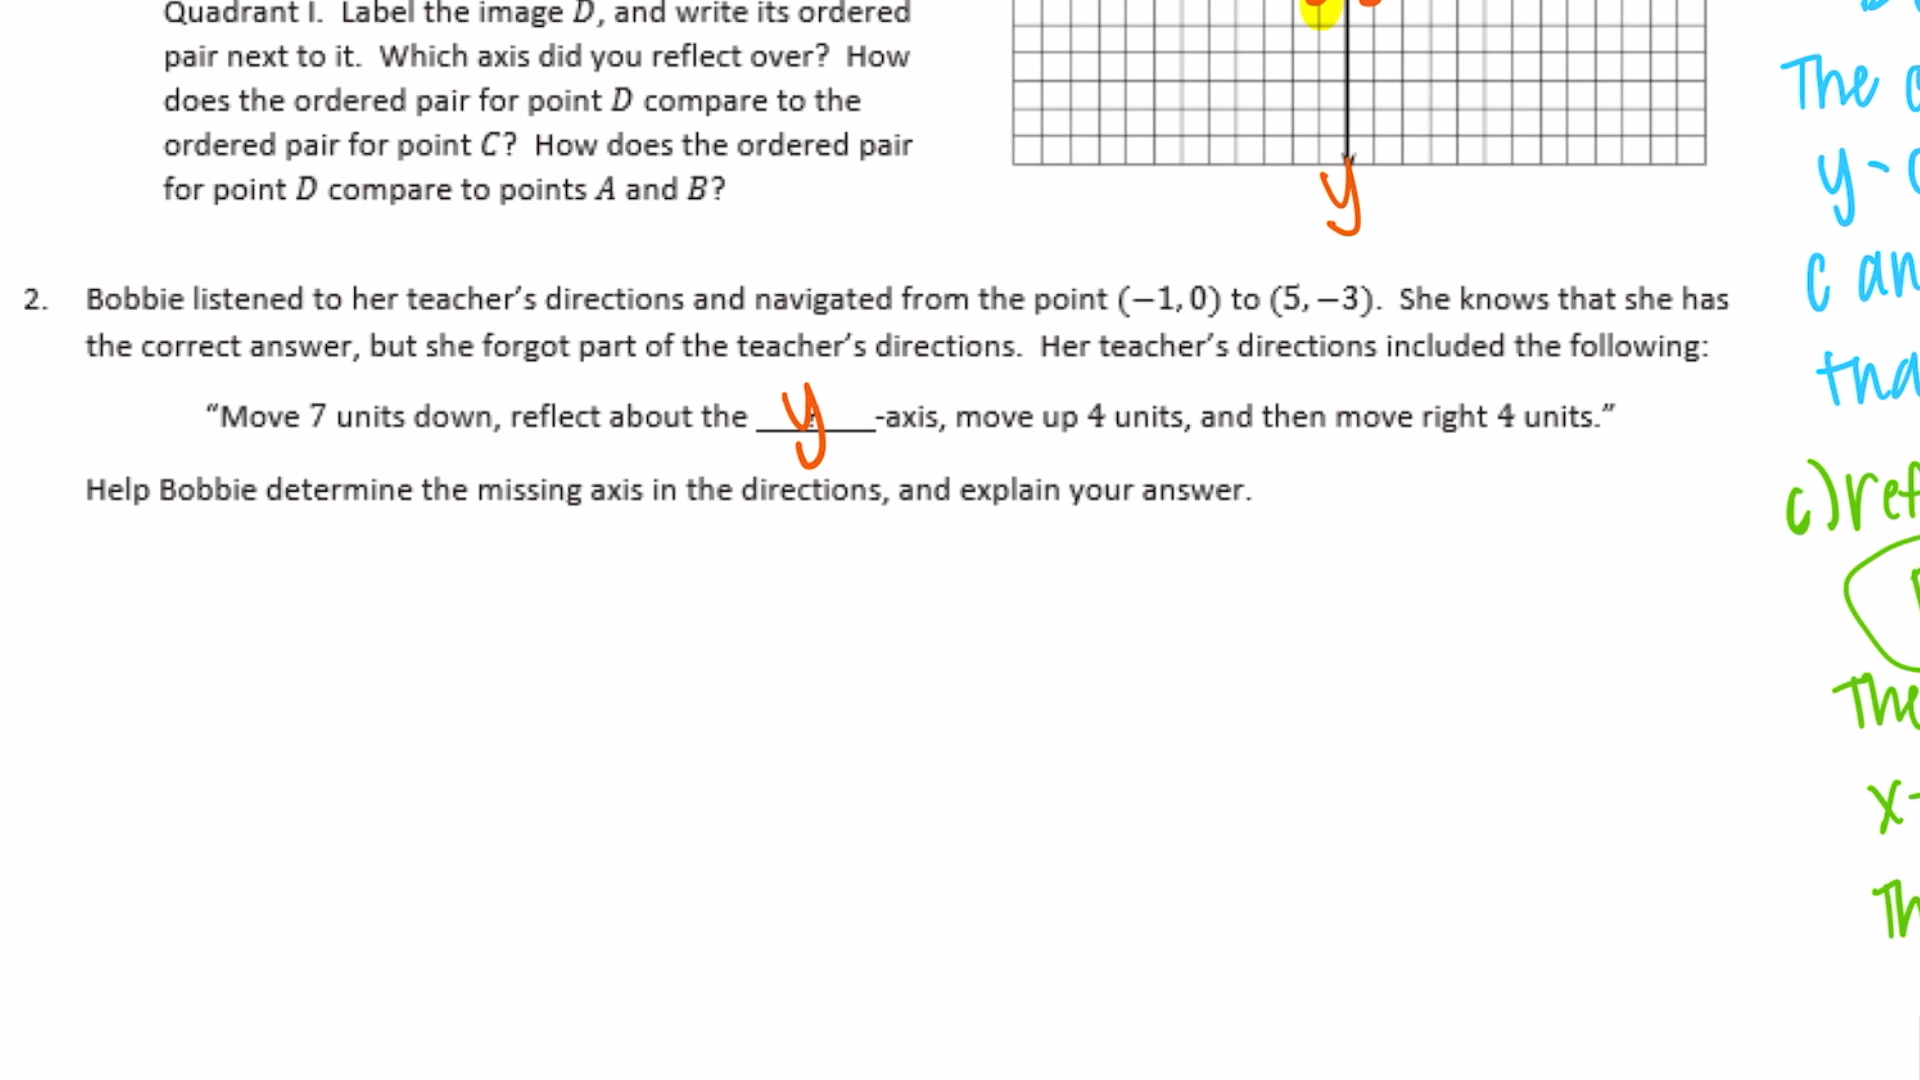 Quadrant I. Label the image D, and write its ordered
pair next to it. Which axis did you reflect over? How
does the ordered pair for point D compare to the
ordered pair for point C? How does the ordered pair
for point D compare to points A and B?
y
2. Bobbie listened to her teacher’s directions and navigated from the point (−1, 0) to (5, −3). She knows that she has
the correct answer, but she forgot part of the teacher’s directions. Her teacher’s directions included the following:
“Move 7 units down, reflect about the y -axis, move up 4 units, and then move right 4 units.”
Help Bobbie determine the missing axis in the directions, and explain your answer.
The
y-
C an
tha
c) ref
The
x-
Th